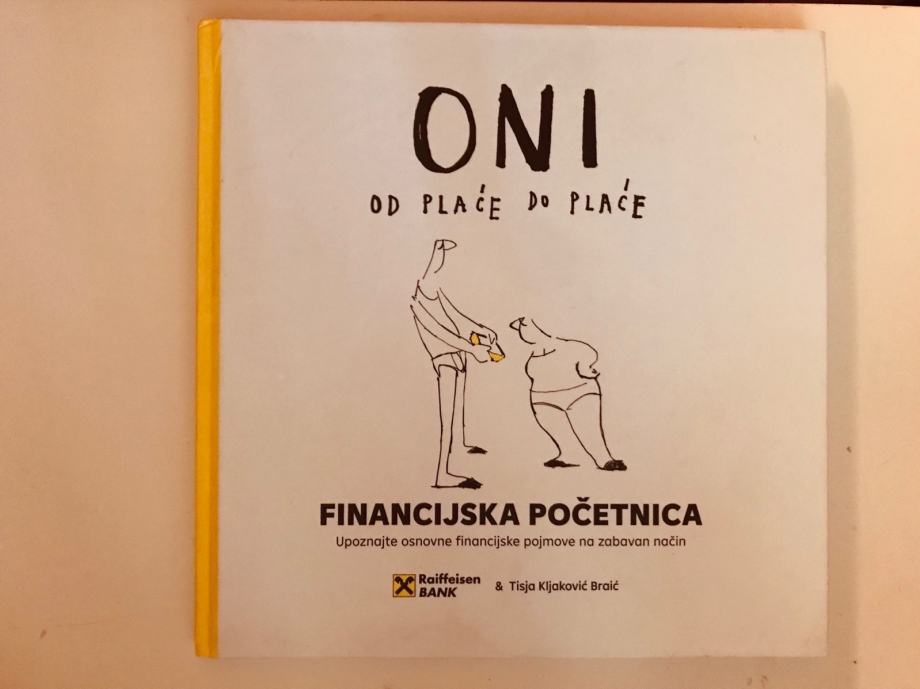 ONI
OD PLAĆE DO PLAĆE
FINANCIJSKA POČETNICA
Upoznajte osnovne financijske pojmove na zabavan način
Raiffeisen
BANK
& Tisja Kljaković Braić